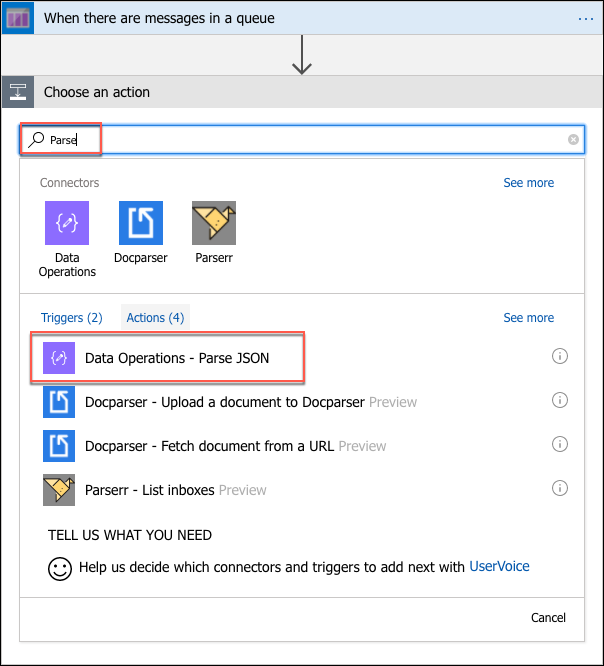 When there are messages in a queue
Choose an action
Parse
Connectors
See more
Data
Operations
Docparser
Parserr
Triggers (2)
Actions (4)
See more
Data Operations - Parse JSON
Docparser - Upload a document to Docparser Preview
Docparser - Fetch document from a URL Preview
Parserr - List inboxes Preview
TELL US WHAT YOU NEED
Help us decide which connectors and triggers to add next with UserVoice
Cancel